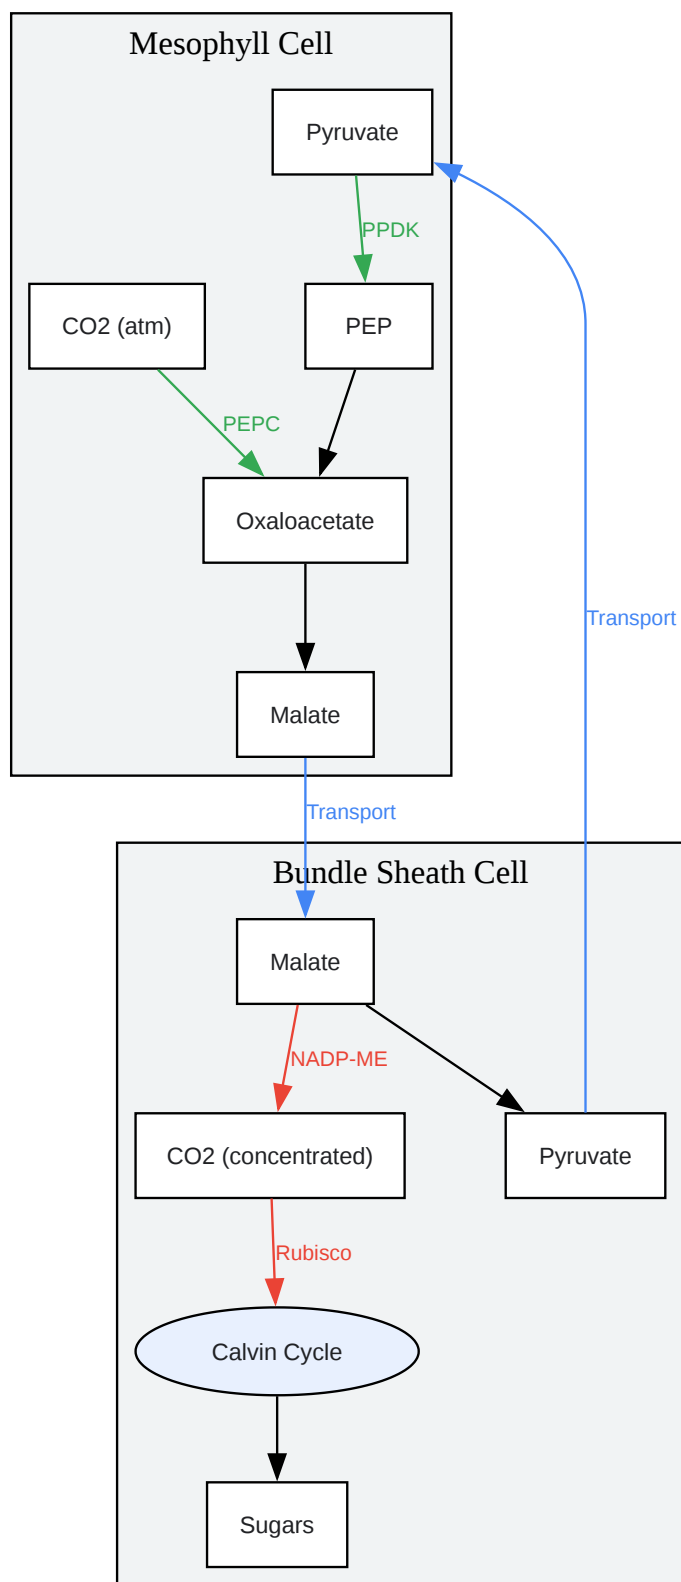 Mesophyll Cell
Pyruvate
PPDK
CO2 (atm)
PEP
PEPC
Oxaloacetate
Transport
Malate
Transport
Bundle Sheath Cell
Malate
NADP-ME
CO2 (concentrated)
Pyruvate
Rubisco
Calvin Cycle
Sugars